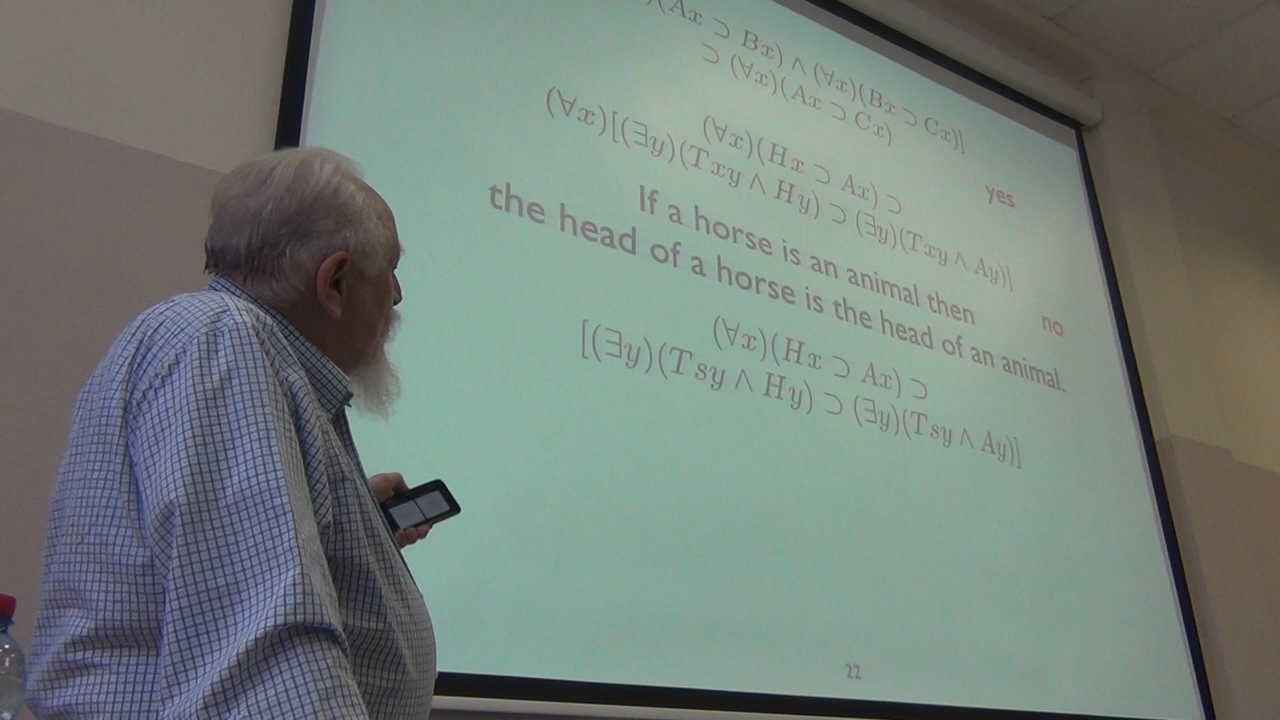 )(Ax ⊃ Bx) ∧ (∀x)(Bx ⊃ Cx)]
⊃ (∀x)(Ax ⊃ Cx)
(∀x)(Hx ⊃ Ax) ⊃
yes
(∀x)[(∃y)(Txy ∧ Hy) ⊃ (∃y)(Txy ∧ Ay)]
If a horse is an animal then
no
the head of a horse is the head of an animal.
(∀x)(Hx ⊃ Ax) ⊃
[(∃y)(Tsy ∧ Hy) ⊃ (∃y)(Tsy ∧ Ay)]
22